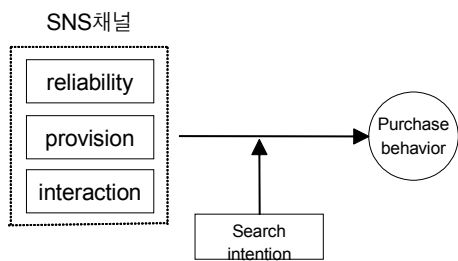 SNS채널
reliability
provision
interaction
Purchase
behavior
Search
intention